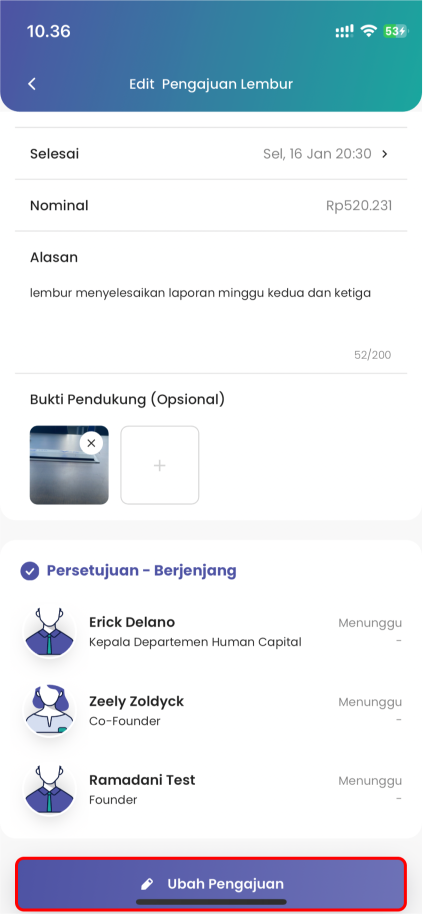 10.36
53
Edit Pengajuan Lembur
Selesai
Sel, 16 Jan 20:30
Nominal
Rp520.231
Alasan
lembur menyelesaikan laporan minggu kedua dan ketiga
52/200
Bukti Pendukung (Opsional)
Persetujuan - Berjenjang
Erick Delano
Menunggu
Kepala Departemen Human Capital
-
Zeely Zoldyck
Menunggu
Co-Founder
-
Ramadani Test
Menunggu
Founder
-
Ubah Pengajuan